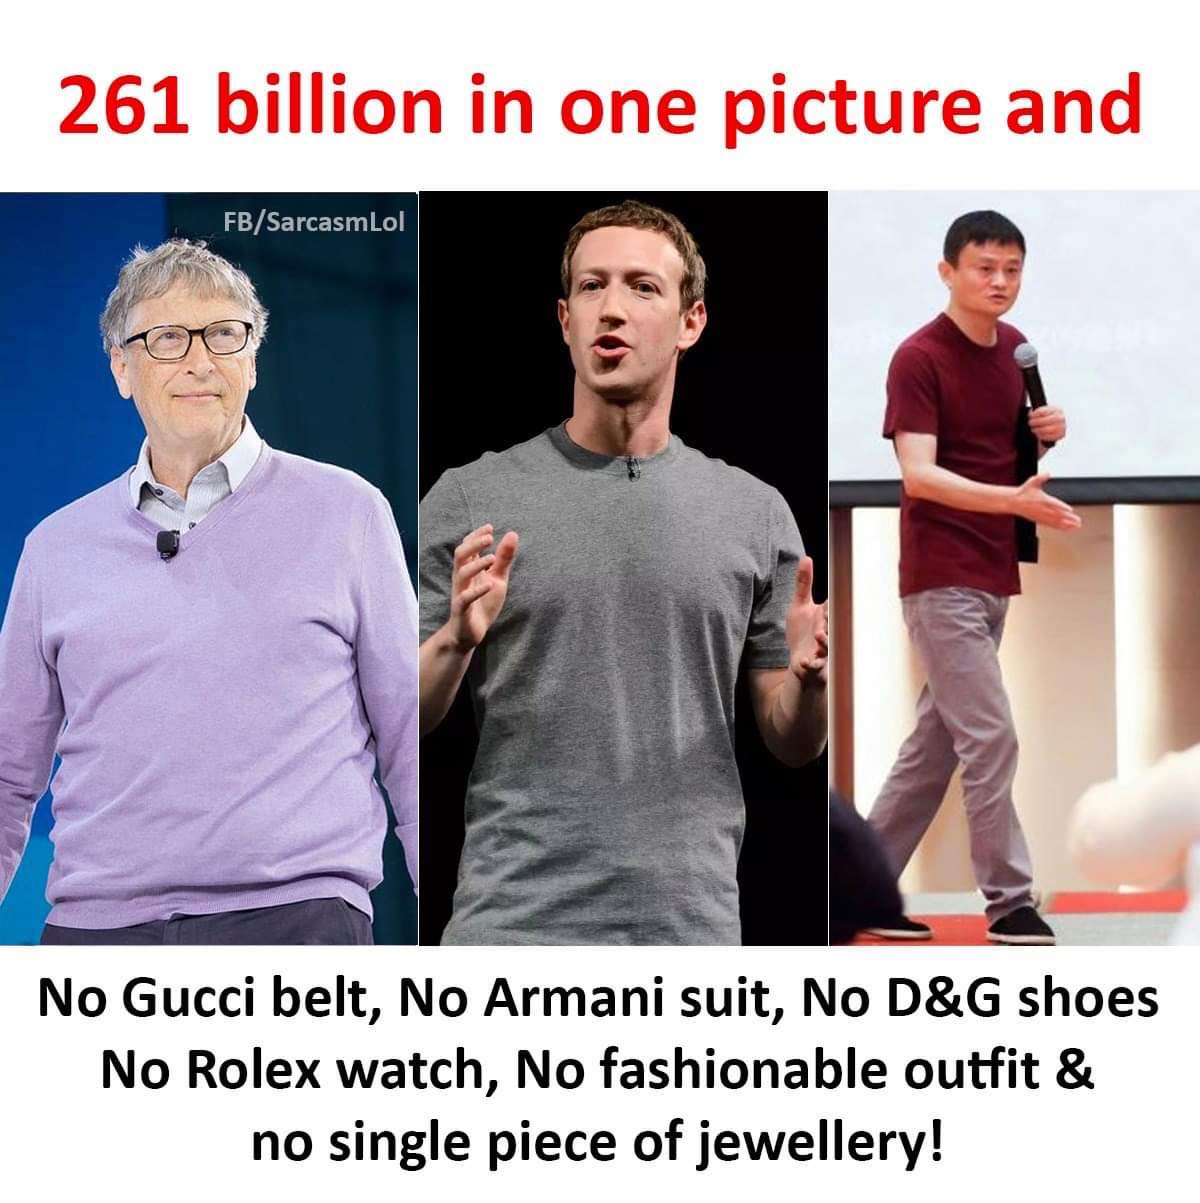 261 billion in one picture and
FB/SarcasmLol
No Gucci belt, No Armani suit, No D&G shoes
No Rolex watch, No fashionable outfit &
no single piece of jewellery!